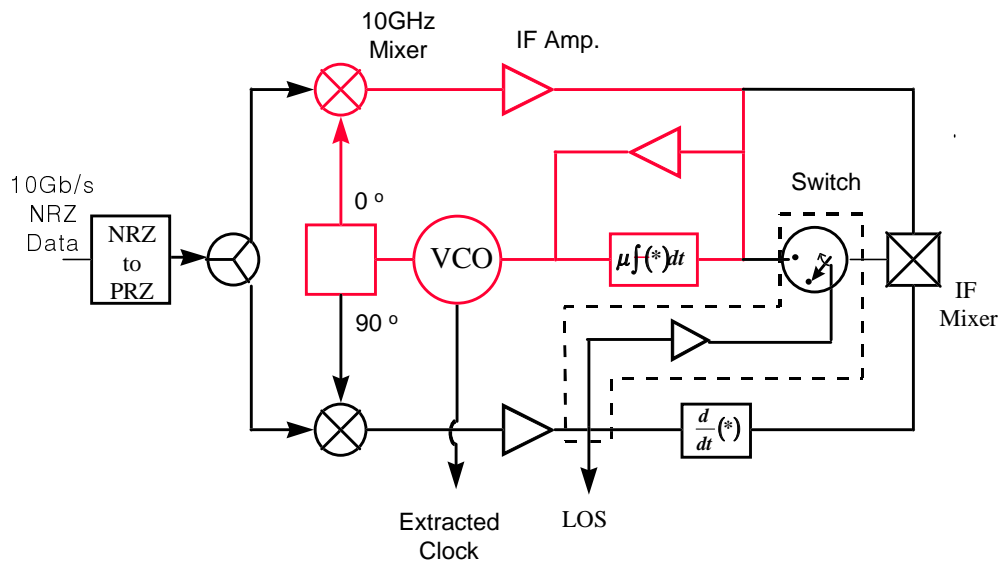 10GHz
Mixer
IF Amp.
10Gb/s
NRZ
Data
NRZ
to
PRZ
0 º
90 º
VCO
μ∫(*)dt
Switch
IF
Mixer
d/dt(*)
Extracted
Clock
LOS